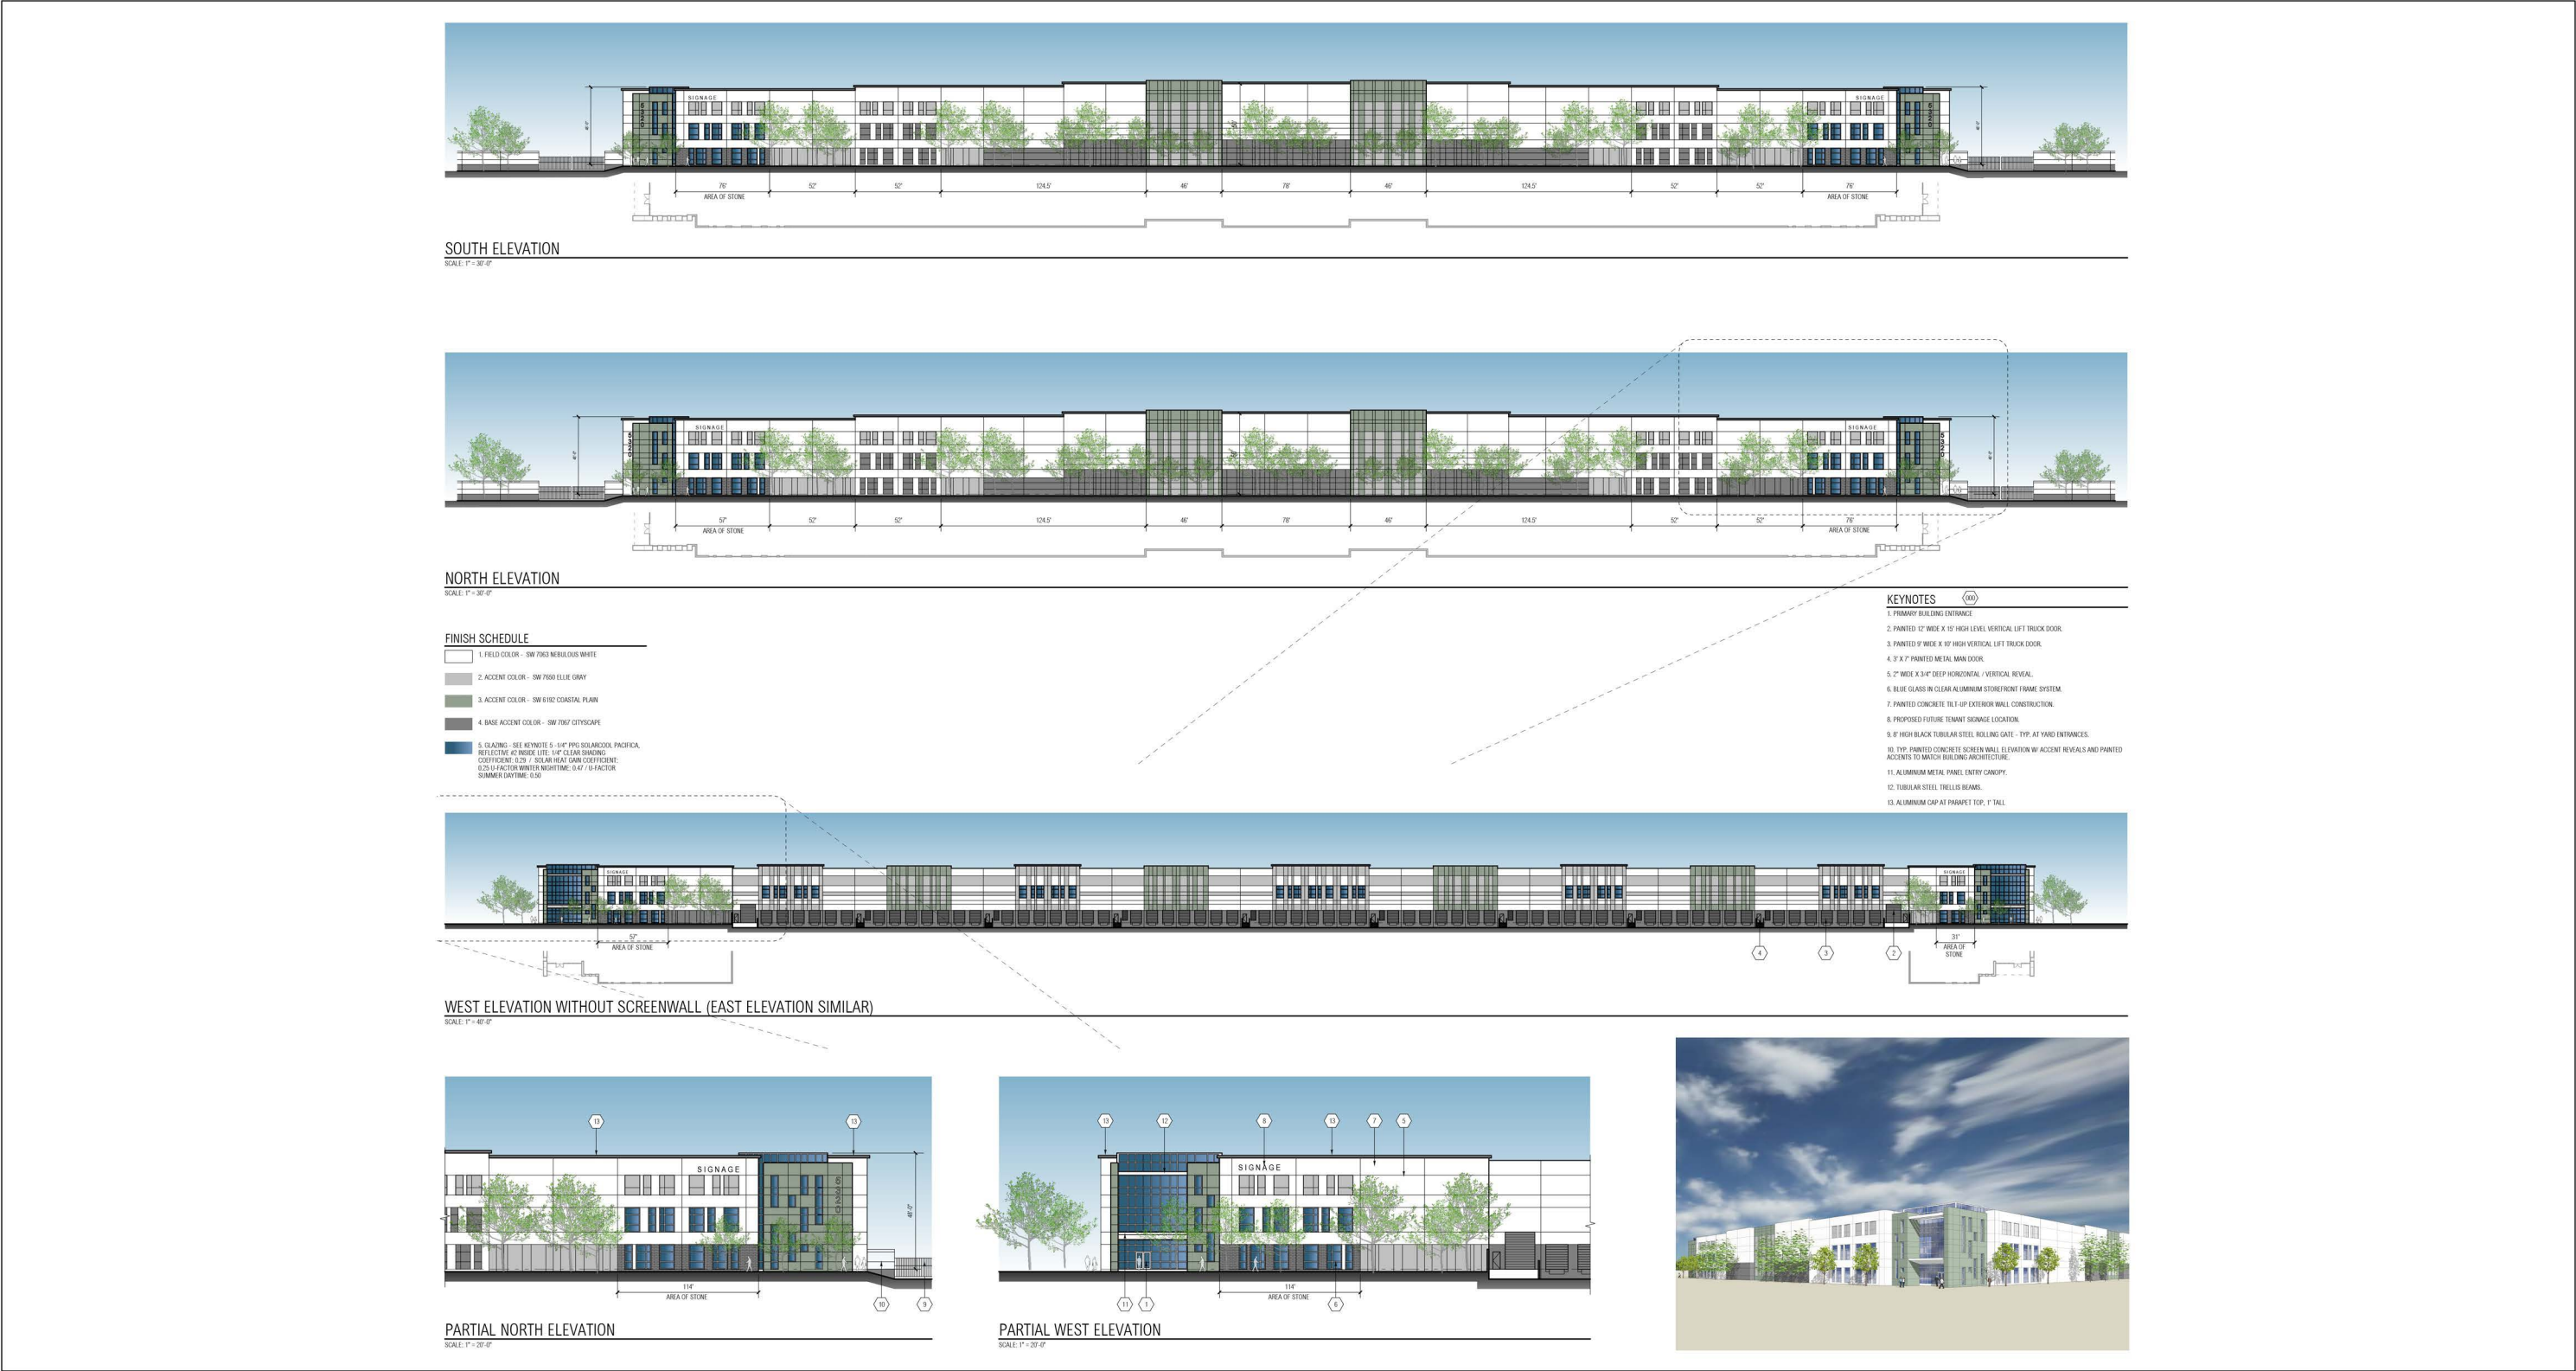 SIGNAGE
SIGNAGE
76' 52' 52' 124.5' 46' 78' 46' 124.5' 52' 52' 76'
AREA OF STONE
AREA OF STONE
SOUTH ELEVATION
SCALE: 1" = 30'-0"
SIGNAGE
SIGNAGE
57' 52' 52' 124.5' 46' 78' 46' 124.5' 52' 52' 76'
AREA OF STONE
AREA OF STONE
NORTH ELEVATION
SCALE: 1" = 30'-0"
KEYNOTES 000
1. PRIMARY BUILDING ENTRANCE
2. PAINTED 12' WIDE X 15' HIGH LEVEL VERTICAL LIFT TRUCK DOOR.
3. PAINTED 9' WIDE X 10' HIGH VERTICAL LIFT TRUCK DOOR.
4. 3' X 7' PAINTED METAL MAN DOOR.
5. 2" WIDE X 3/4" DEEP HORIZONTAL / VERTICAL REVEAL.
6. BLUE GLASS IN CLEAR ALUMINUM STOREFRONT FRAME SYSTEM.
7. PAINTED CONCRETE TILT-UP EXTERIOR WALL CONSTRUCTION.
8. PROPOSED FUTURE TENANT SIGNAGE LOCATION.
9. 8' HIGH BLACK TUBULAR STEEL ROLLING GATE - TYP. AT YARD ENTRANCES.
10. TYP. PAINTED CONCRETE SCREEN WALL ELEVATION W/ ACCENT REVEALS AND PAINTED
ACCENTS TO MATCH BUILDING ARCHITECTURE.
11. ALUMINUM METAL PANEL ENTRY CANOPY.
12. TUBULAR STEEL TRELLIS BEAMS.
13. ALUMINUM CAP AT PARAPET TOP, 1' TALL
FINISH SCHEDULE
1. FIELD COLOR - SW 7063 NEBULOUS WHITE
2. ACCENT COLOR - SW 7650 ELLIE GRAY
3. ACCENT COLOR - SW 6192 COASTAL PLAIN
4. BASE ACCENT COLOR - SW 7067 CITYSCAPE
5. GLAZING - SEE KEYNOTE 5 - 1/4" PPG SOLARCOOL PACIFICA,
REFLECTIVE #2 INSIDE LITE: 1/4" CLEAR SHADING
COEFFICIENT: 0.29 / SOLAR HEAT GAIN COEFFICIENT:
0.25 U-FACTOR WINTER NIGHTTIME: 0.47 / U-FACTOR
SUMMER DAYTIME: 0.50
SIGNAGE
SIGNAGE
57'
AREA OF STONE
4
3
2
31'
AREA OF
STONE
WEST ELEVATION WITHOUT SCREENWALL (EAST ELEVATION SIMILAR)
SCALE: 1" = 40'-0"
13
13
SIGNAGE
48'-0"
114'
AREA OF STONE
10
9
PARTIAL NORTH ELEVATION
SCALE: 1" = 20'-0"
13
12
8
13
7
5
SIGNAGE
114'
AREA OF STONE
11
1
6
PARTIAL WEST ELEVATION
SCALE: 1" = 20'-0"